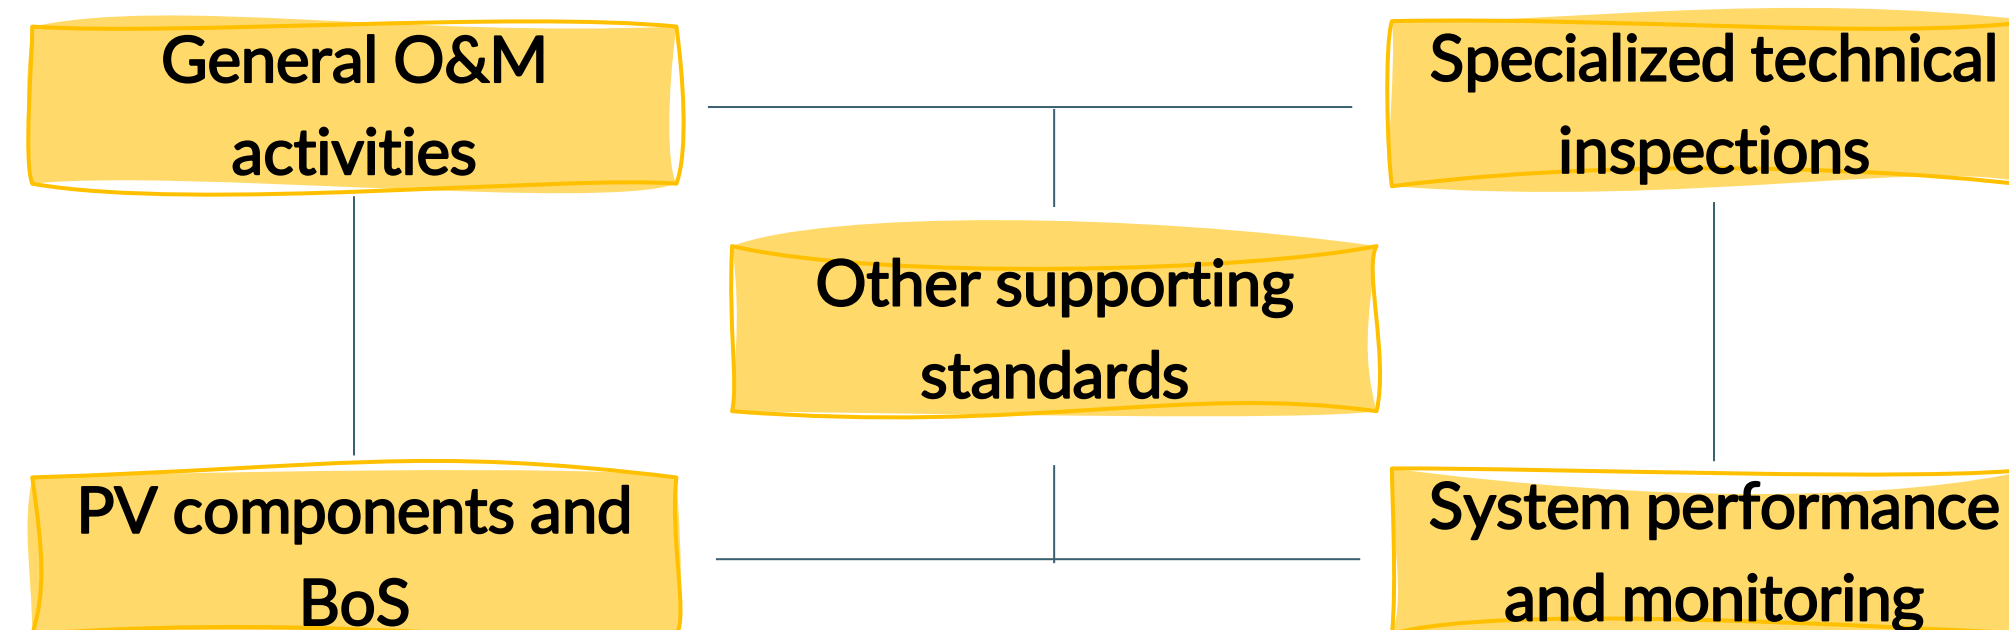 General O&M
activities
Specialized technical
inspections
Other supporting
standards
PV components and
BoS
System performance
and monitoring